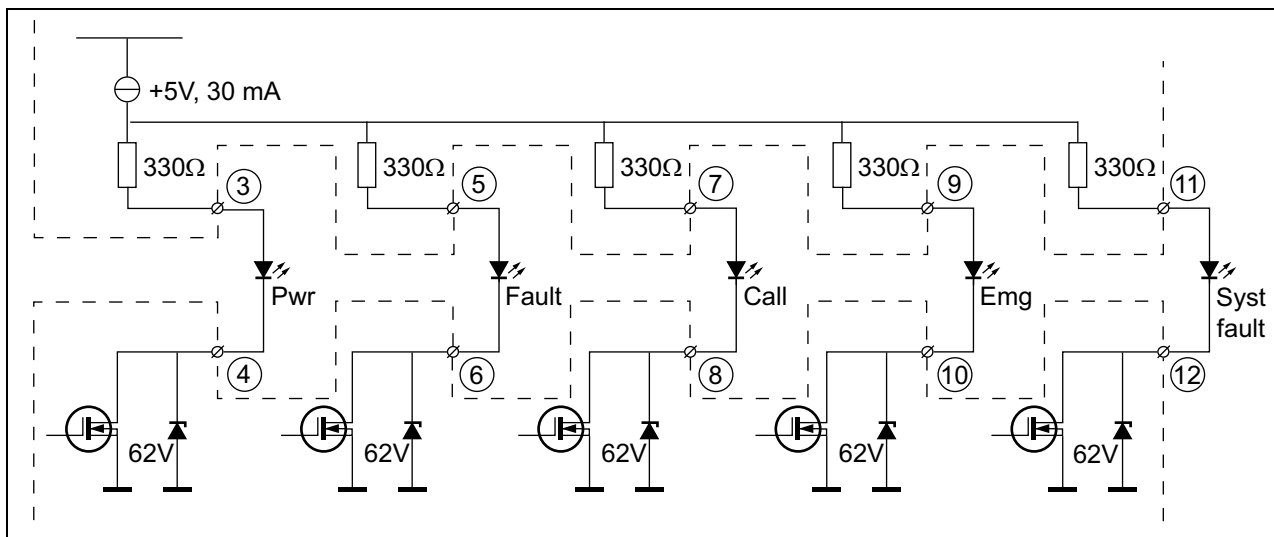 +5V, 30 mA
330Ω 330Ω 330Ω 330Ω 330Ω
3 5 7 9 11
Pwr Fault Call Emg Syst
fault
4 6 8 10 12
62V 62V 62V 62V 62V